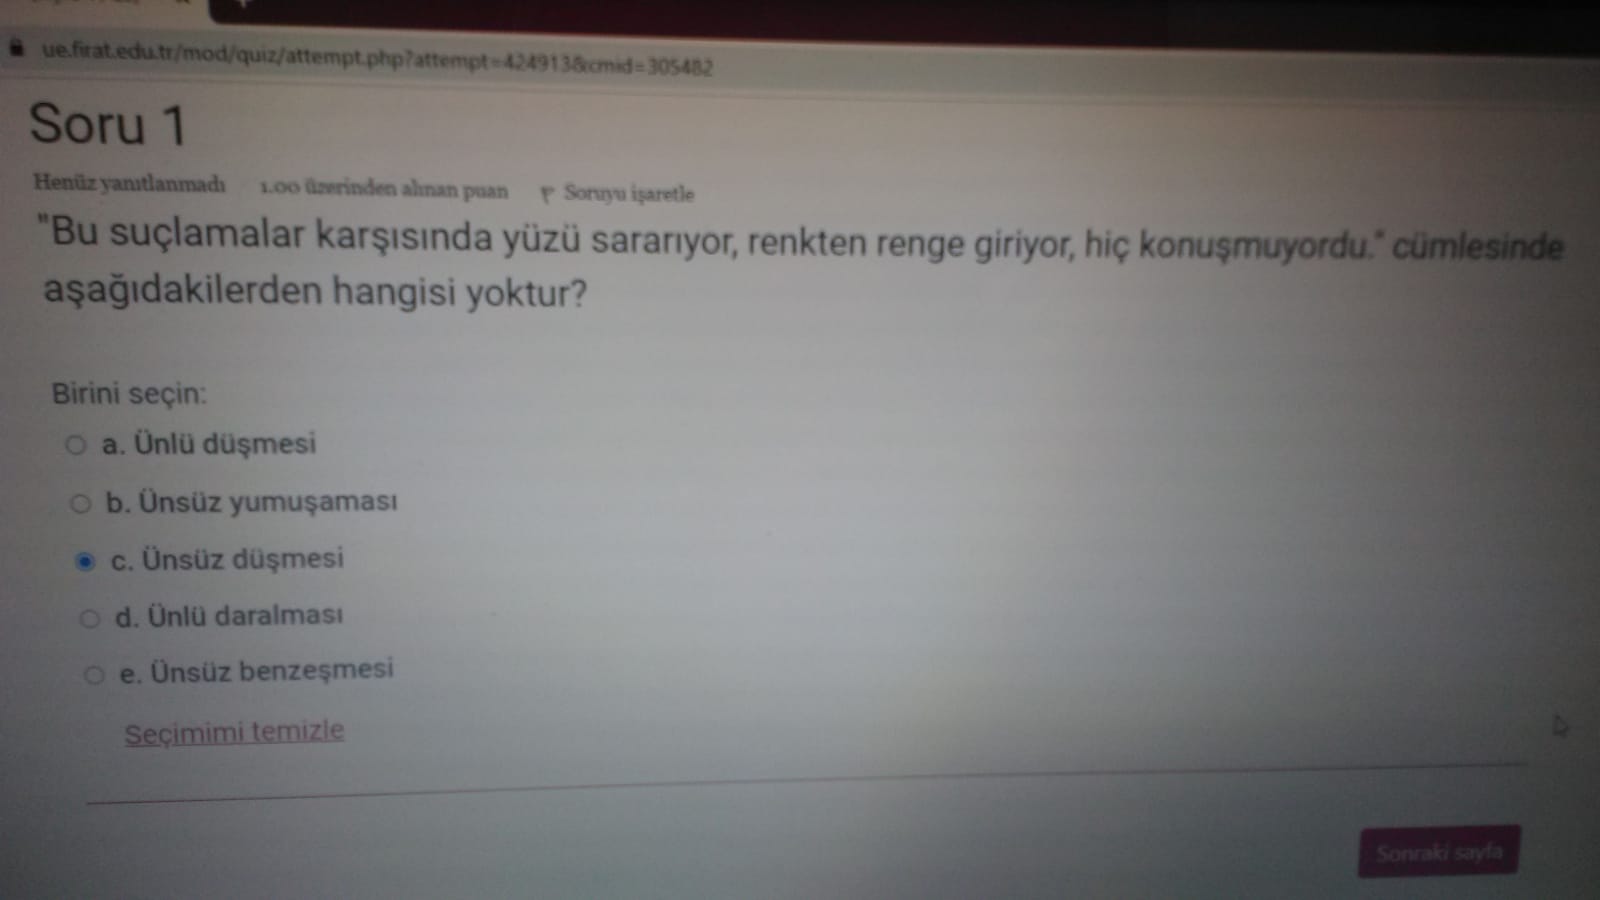 ue.firat.edu.tr/mod/quiz/attempt.php?attempt=424913&cmid=305482
Soru 1
Henüz yanıtlanmadı 1.00 üzerinden alınan puan Soruyu işaretle
"Bu suçlamalar karşısında yüzü sararıyor, renkten renge giriyor, hiç konuşmuyordu." cümlesinde
aşağıdakilerden hangisi yoktur?
Birini seçin:
a. Ünlü düşmesi
b. Ünsüz yumuşaması
c. Ünsüz düşmesi
d. Ünlü daralması
e. Ünsüz benzeşmesi
Seçimimi temizle
Sonraki sayfa